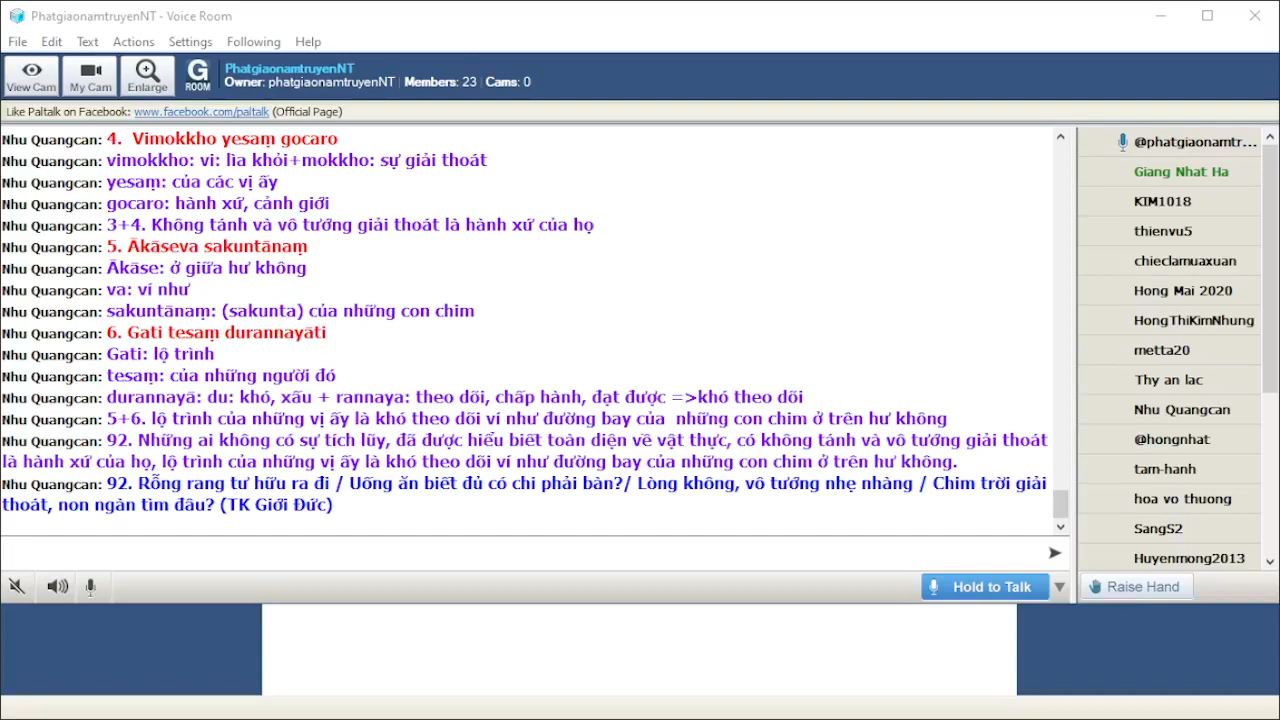 PhatgiaonamtruyenNT - Voice Room
File Edit Text Actions Settings Following Help
View Cam My Cam Enlarge G ROOM
PhatgiaonamtruyenNT
Owner: phatgiaonamtruyenNT | Members: 23 | Cams: 0
Like Paltalk on Facebook: www.facebook.com/paltalk (Official Page)
Nhu Quangcan: 4. Vimokkho yesaṃ gocaro
Nhu Quangcan: vimokkho: vi: lìa khỏi+mokkho: sự giải thoát
Nhu Quangcan: yesaṃ: của các vị ấy
Nhu Quangcan: gocaro: hành xứ, cảnh giới
Nhu Quangcan: 3+4. Không tánh và vô tướng giải thoát là hành xứ của họ
Nhu Quangcan: 5. Ākāseva sakuntānaṃ
Nhu Quangcan: Ākāse: ở giữa hư không
Nhu Quangcan: va: ví như
Nhu Quangcan: sakuntānaṃ: (sakunta) của những con chim
Nhu Quangcan: 6. Gati tesaṃ durannayāti
Nhu Quangcan: Gati: lộ trình
Nhu Quangcan: tesaṃ: của những người đó
Nhu Quangcan: durannayā: du: khó, xấu + rannaya: theo dõi, chấp hành, đạt được =>khó theo dõi
Nhu Quangcan: 5+6. lộ trình của những vị ấy là khó theo dõi ví như đường bay của những con chim ở trên hư không
Nhu Quangcan: 92. Những ai không có sự tích lũy, đã được hiểu biết toàn diện về vật thực, có không tánh và vô tướng giải thoát
là hành xứ của họ, lộ trình của những vị ấy là khó theo dõi ví như đường bay của những con chim ở trên hư không.
Nhu Quangcan: 92. Rỗng rang tư hữu ra đi / Uống ăn biết đủ có chi phải bàn?/ Lòng không, vô tướng nhẹ nhàng / Chim trời giải
thoát, non ngàn tìm đâu? (TK Giới Đức)
@phatgiaonamtr...
Giang Nhat Ha
KIM1018
thienvu5
chieclamuaxuan
Hong Mai 2020
HongThiKimNhung
metta20
Thy an lac
Nhu Quangcan
@hongnhat
tam-hanh
hoa vo thuong
SangS2
Huyenmong2013
Hold to Talk
Raise Hand